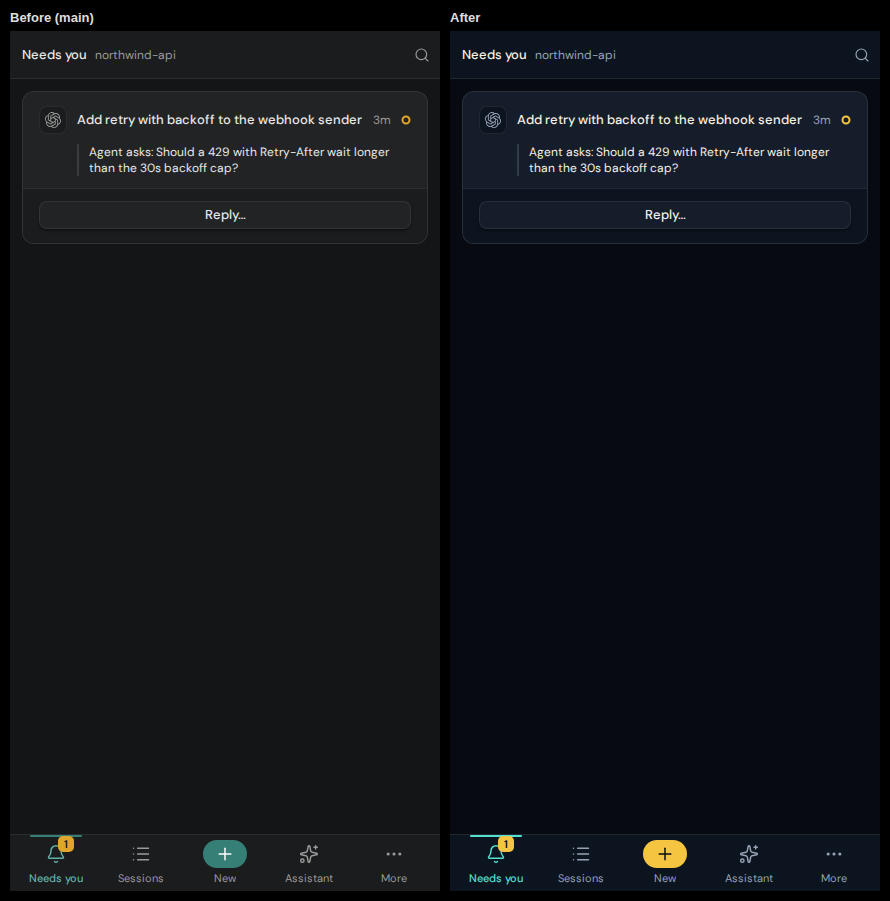 Before (main)
Needs you northwind-api
Add retry with backoff to the webhook sender 3m
Agent asks: Should a 429 with Retry-After wait longer
than the 30s backoff cap?
Reply...
1
Needs you Sessions New Assistant More
After
Needs you northwind-api
Add retry with backoff to the webhook sender 3m
Agent asks: Should a 429 with Retry-After wait longer
than the 30s backoff cap?
Reply...
1
Needs you Sessions New Assistant More